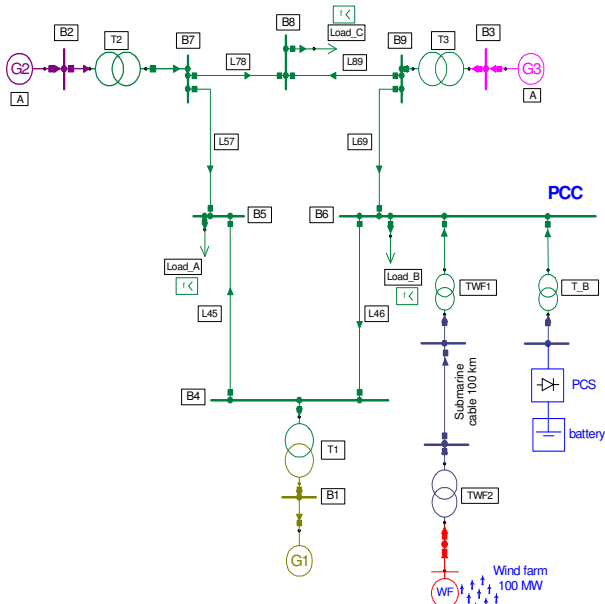 B8
f <
Load_C
B2
T2
B7
B9
T3
B3
G2
L78
L89
G3
A
A
L57
L69
PCC
B5
B6
Load_A
f <
Load_B
f <
TWF1
T_B
L45
L46
Submarine
cable 100 km
PCS
B4
battery
T1
TWF2
B1
G1
Wind farm
100 MW
WF